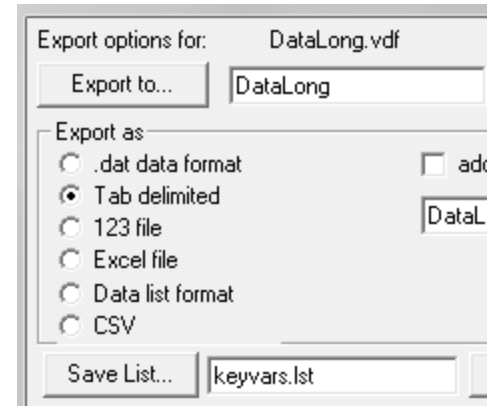 Export options for: DataLong.vdf
Export to... DataLong
Export as
.dat data format
Tab delimited
123 file
Excel file
Data list format
CSV
Save List... keyvars.lst